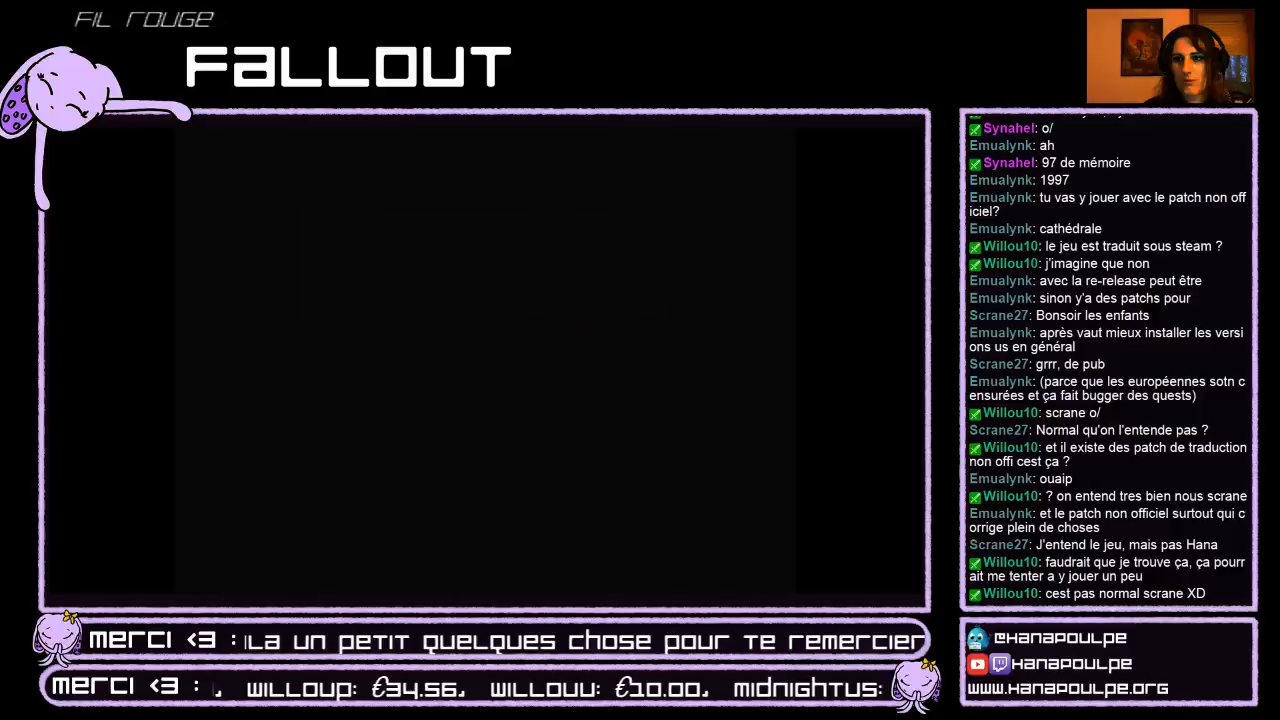 FIL ROUGE
FALLOUT
Synahel: o/
Emualynk: ah
Synahel: 97 de mémoire
Emualynk: 1997
Emualynk: tu vas y jouer avec le patch non off
iciel?
Emualynk: cathédrale
Willou10: le jeu est traduit sous steam ?
Willou10: j'imagine que non
Emualynk: avec la re-release peut être
Emualynk: sinon y'a des patchs pour
Scrane27: Bonsoir les enfants
Emualynk: après vaut mieux installer les versi
ons us en général
Scrane27: grrr, de pub
Emualynk: (parce que les européennes sotn c
ensurées et ça fait bugger des quests)
Willou10: scrane o/
Scrane27: Normal qu'on l'entende pas ?
Willou10: et il existe des patch de traduction
non offi cest ça ?
Emualynk: ouaip
Willou10: ? on entend tres bien nous scrane
Emualynk: et le patch non officiel surtout qui c
orrige plein de choses
Scrane27: J'entend le jeu, mais pas Hana
Willou10: faudrait que je trouve ça, ça pourr
ait me tenter a y jouer un peu
Willou10: cest pas normal scrane XD
merci <3 : ila un petit quelques chose pour te remercier
merci <3 : , willoup: €34.56, willouu: €10.00, midnightus:
@hanapoulpe
hanapoulpe
www.hanapoulpe.org